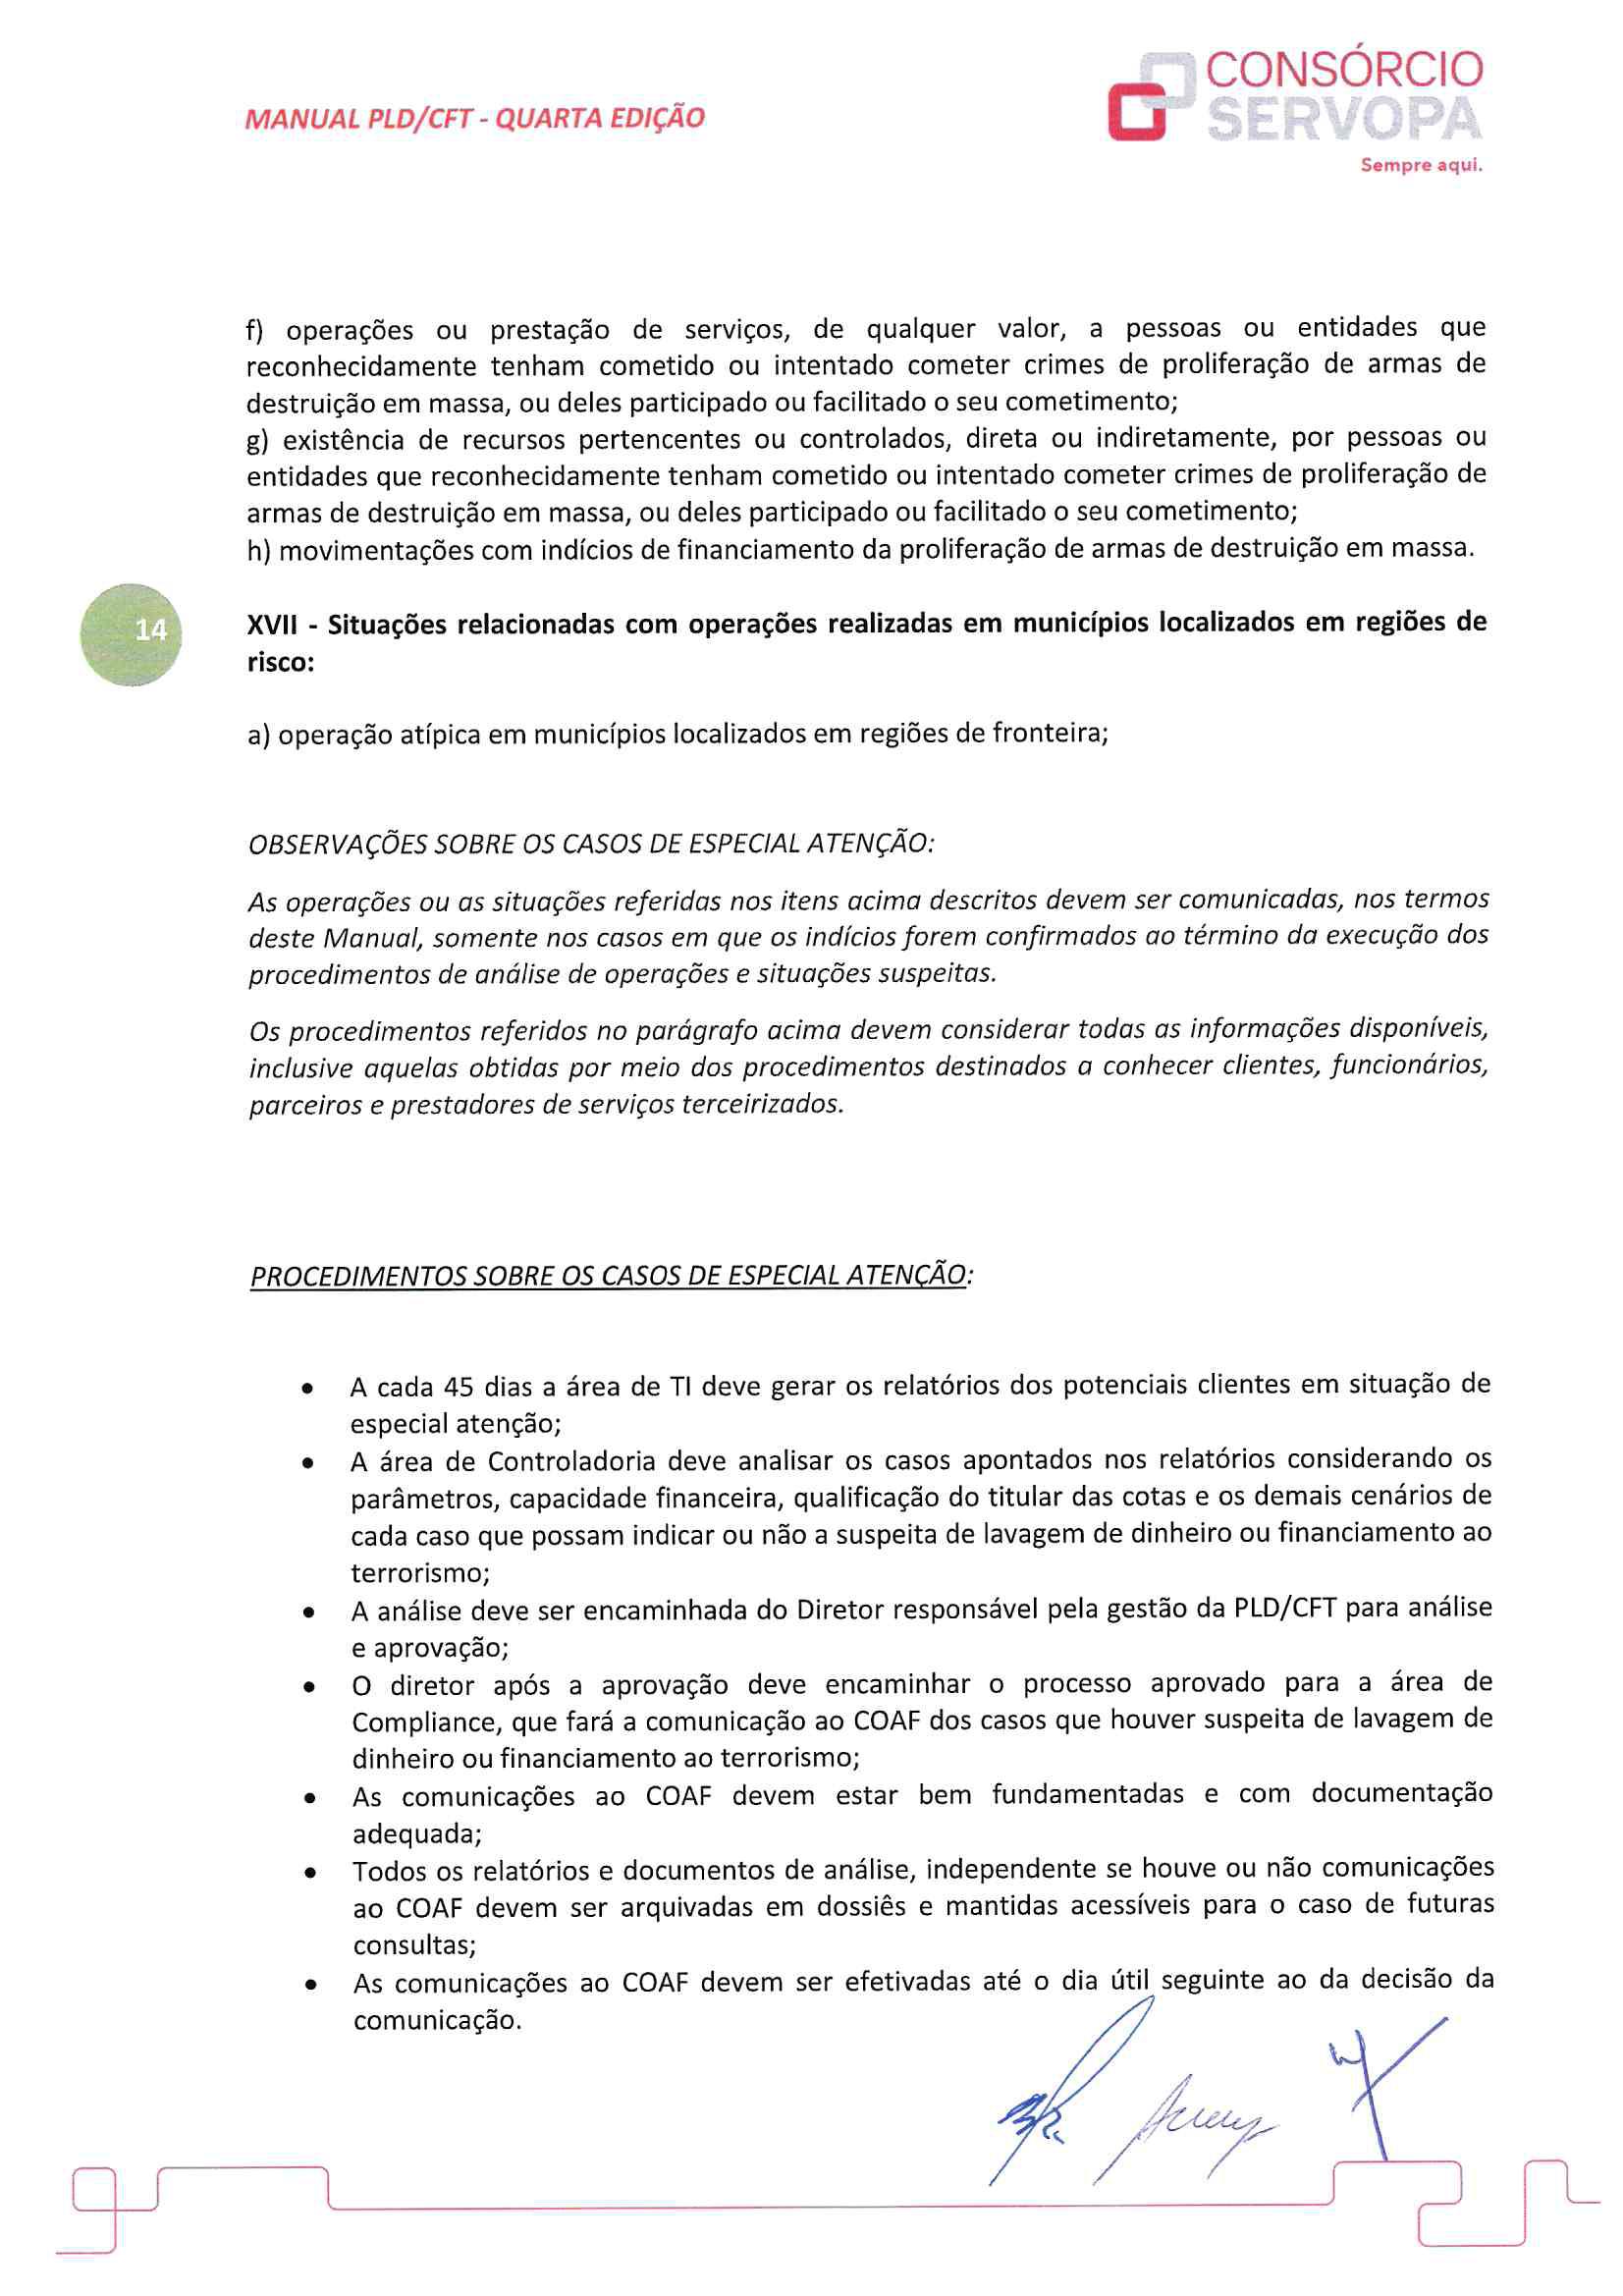 MANUAL PLD/CFT - QUARTA EDIÇÃO
CONSÓRCIO
SERVOPA
Sempre aqui.
f) operações ou prestação de serviços, de qualquer valor, a pessoas ou entidades que
reconhecidamente tenham cometido ou intentado cometer crimes de proliferação de armas de
destruição em massa, ou deles participado ou facilitado o seu cometimento;
g) existência de recursos pertencentes ou controlados, direta ou indiretamente, por pessoas ou
entidades que reconhecidamente tenham cometido ou intentado cometer crimes de proliferação de
armas de destruição em massa, ou deles participado ou facilitado o seu cometimento;
h) movimentações com indícios de financiamento da proliferação de armas de destruição em massa.
14
XVII - Situações relacionadas com operações realizadas em municípios localizados em regiões de
risco:
a) operação atípica em municípios localizados em regiões de fronteira;
OBSERVAÇÕES SOBRE OS CASOS DE ESPECIAL ATENÇÃO:
As operações ou as situações referidas nos itens acima descritos devem ser comunicadas, nos termos
deste Manual, somente nos casos em que os indícios forem confirmados ao término da execução dos
procedimentos de análise de operações e situações suspeitas.
Os procedimentos referidos no parágrafo acima devem considerar todas as informações disponíveis,
inclusive aquelas obtidas por meio dos procedimentos destinados a conhecer clientes, funcionários,
parceiros e prestadores de serviços terceirizados.
PROCEDIMENTOS SOBRE OS CASOS DE ESPECIAL ATENÇÃO:
• A cada 45 dias a área de TI deve gerar os relatórios dos potenciais clientes em situação de
especial atenção;
• A área de Controladoria deve analisar os casos apontados nos relatórios considerando os
parâmetros, capacidade financeira, qualificação do titular das cotas e os demais cenários de
cada caso que possam indicar ou não a suspeita de lavagem de dinheiro ou financiamento ao
terrorismo;
• A análise deve ser encaminhada do Diretor responsável pela gestão da PLD/CFT para análise
e aprovação;
• O diretor após a aprovação deve encaminhar o processo aprovado para a área de
Compliance, que fará a comunicação ao COAF dos casos que houver suspeita de lavagem de
dinheiro ou financiamento ao terrorismo;
• As comunicações ao COAF devem estar bem fundamentadas e com documentação
adequada;
• Todos os relatórios e documentos de análise, independente se houve ou não comunicações
ao COAF devem ser arquivadas em dossiês e mantidas acessíveis para o caso de futuras
consultas;
• As comunicações ao COAF devem ser efetivadas até o dia útil seguinte ao da decisão da
comunicação.